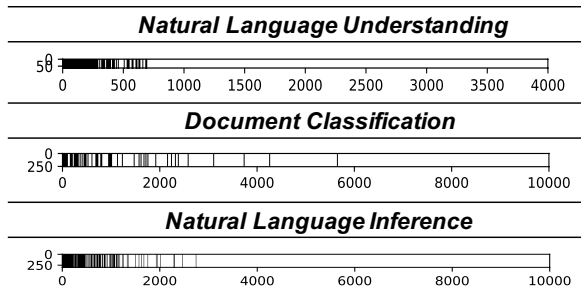 Natural Language Understanding
0
50
0 500 1000 1500 2000 2500 3000 3500 4000
Document Classification
0
250
0 2000 4000 6000 8000 10000
Natural Language Inference
0
250
0 2000 4000 6000 8000 10000